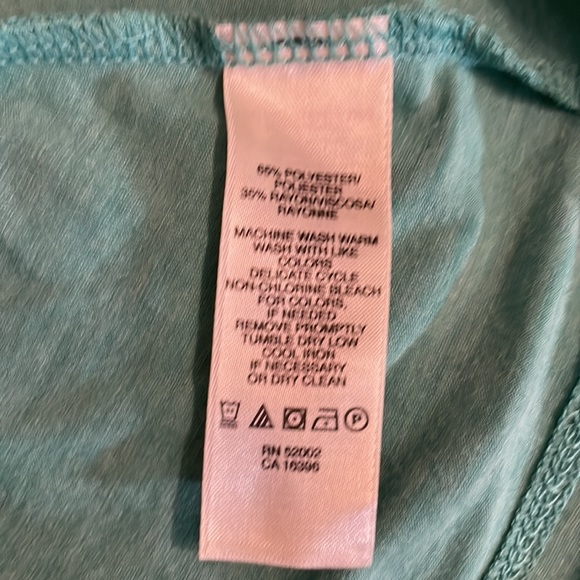 65% POLYESTER/
POLIESTER
35% RAYON/VISCOSA/
RAYONNE
MACHINE WASH WARM
WASH WITH LIKE
COLORS
DELICATE CYCLE
NON-CHLORINE BLEACH
FOR COLORS,
IF NEEDED
REMOVE PROMPTLY
TUMBLE DRY LOW
COOL IRON
IF NECESSARY
OR DRY CLEAN
P
RN 52002
CA 16396